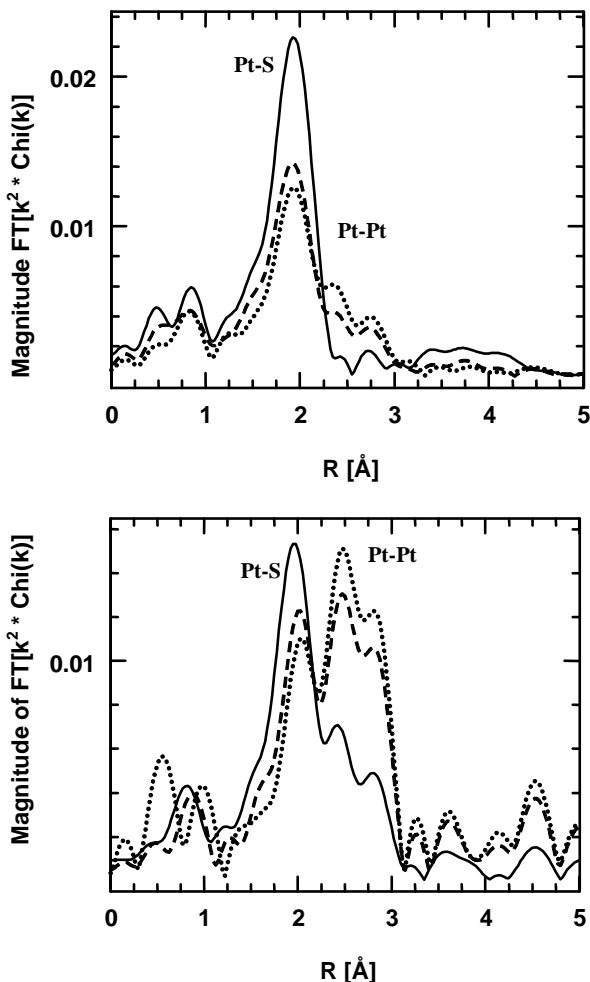 Magnitude FT[k² * Chi(k)]
0.02
0.01
Pt-S
Pt-Pt
0 1 2 3 4 5
R [Å]
Magnitude of FT[k² * Chi(k)]
0.01
Pt-S
Pt-Pt
0 1 2 3 4 5
R [Å]